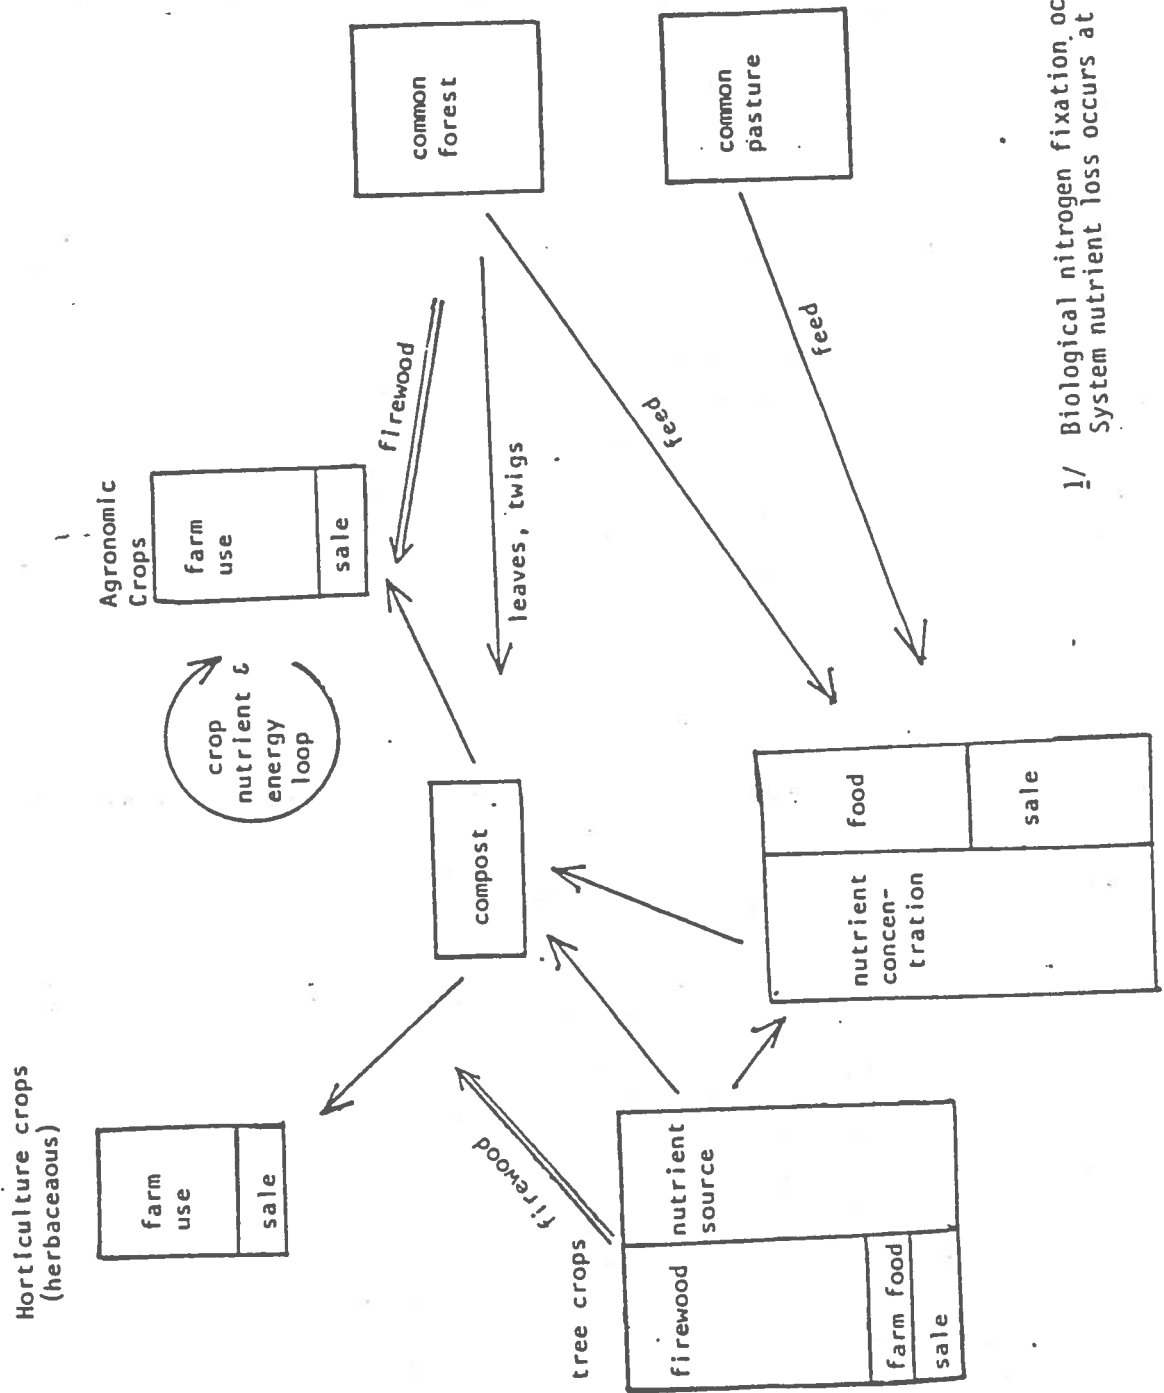 Horticulture crops
(herbaceaous)
farm
use
sale
Agronomic
Crops
farm
use
sale
crop
nutrient &
energy
loop
firewood
common
forest
compost
leaves, twigs
firewood
tree crops
firewood
farm food
sale
nutrient
source
nutrient
concen-
tration
food
sale
feed
feed
common
pasture
1/ Biological nitrogen fixation oc
System nutrient loss occurs at